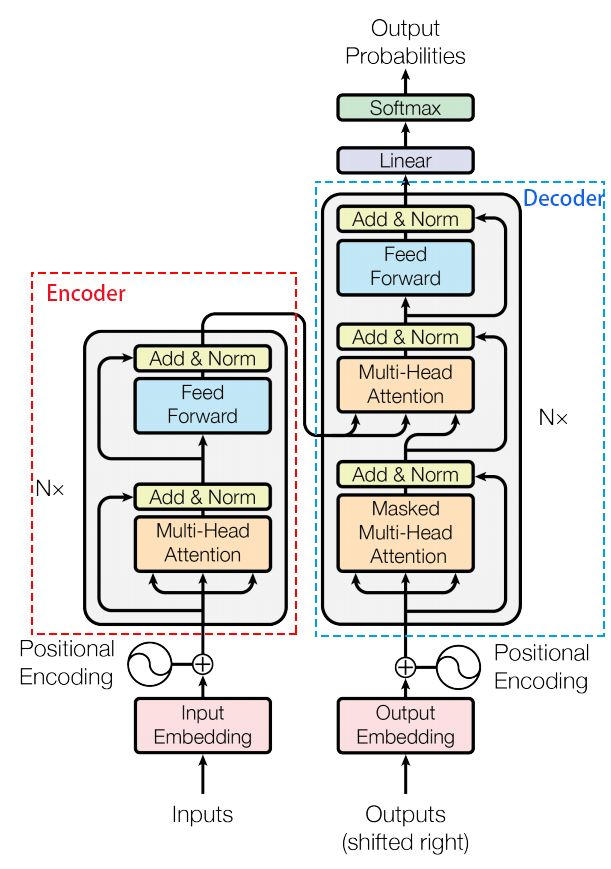 Output
Probabilities
Softmax
Linear
Decoder
Add & Norm
Feed
Forward
Add & Norm
Multi-Head
Attention
N×
Add & Norm
Masked
Multi-Head
Attention
Encoder
Add & Norm
Feed
Forward
N×
Add & Norm
Multi-Head
Attention
Positional
Encoding
Positional
Encoding
Input
Embedding
Output
Embedding
Inputs
Outputs
(shifted right)